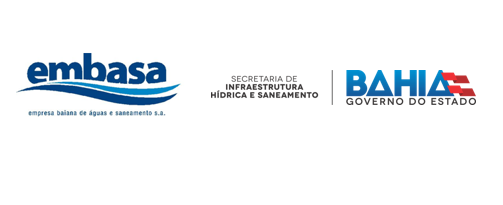 embasa
empresa baiana de águas e saneamento s.a.
SECRETARIA DE
INFRAESTRUTURA
HÍDRICA E SANEAMENTO
BAHIA
GOVERNO DO ESTADO